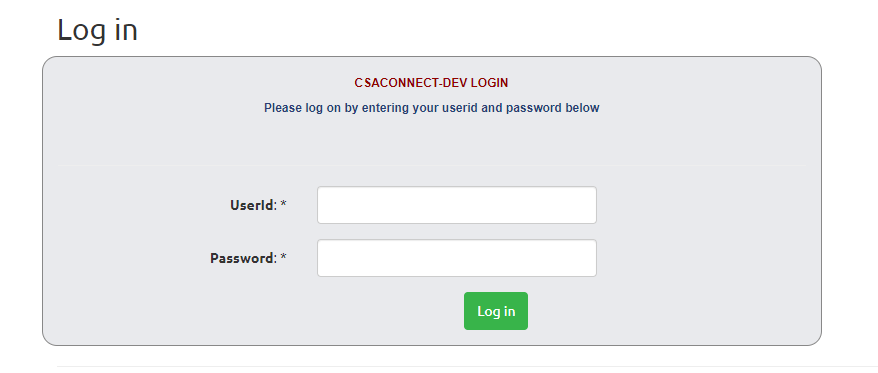 Log in
CSACONNECT-DEV LOGIN
Please log on by entering your userid and password below
UserId: *
Password: *
Log in